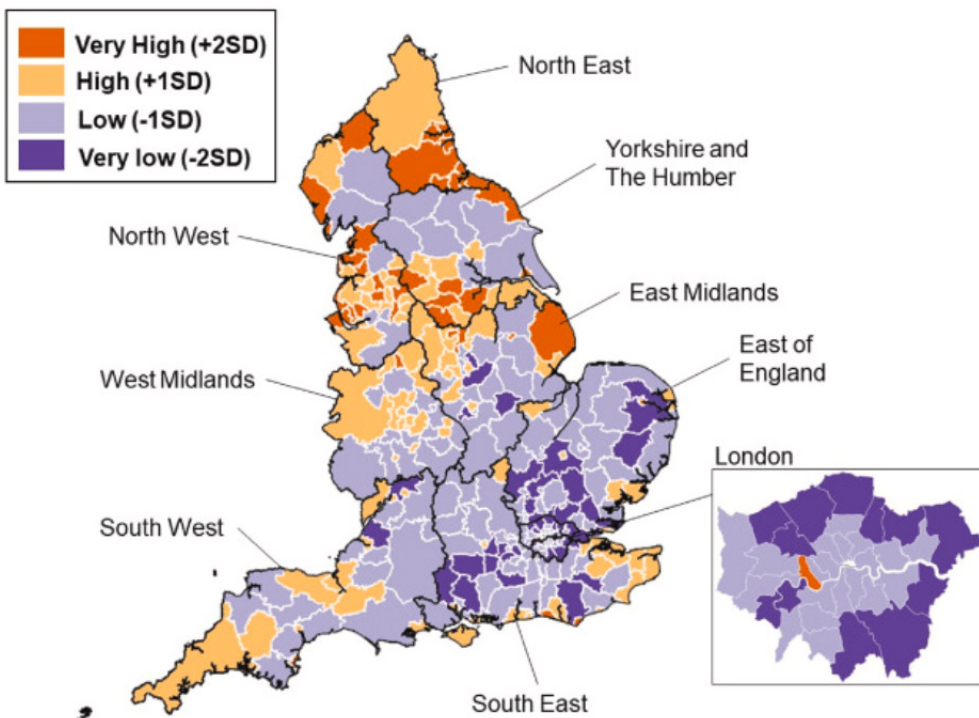 Very High (+2SD)
High (+1SD)
Low (-1SD)
Very low (-2SD)
North East
Yorkshire and
The Humber
North West
East Midlands
East of
England
West Midlands
London
South West
South East